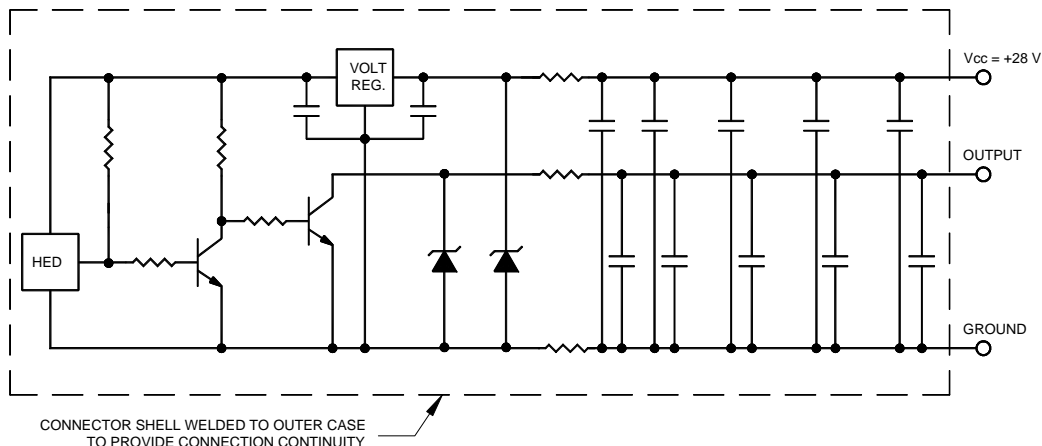 Vcc = +28 V
VOLT
REG.
OUTPUT
HED
GROUND
CONNECTOR SHELL WELDED TO OUTER CASE
TO PROVIDE CONNECTION CONTINUITY